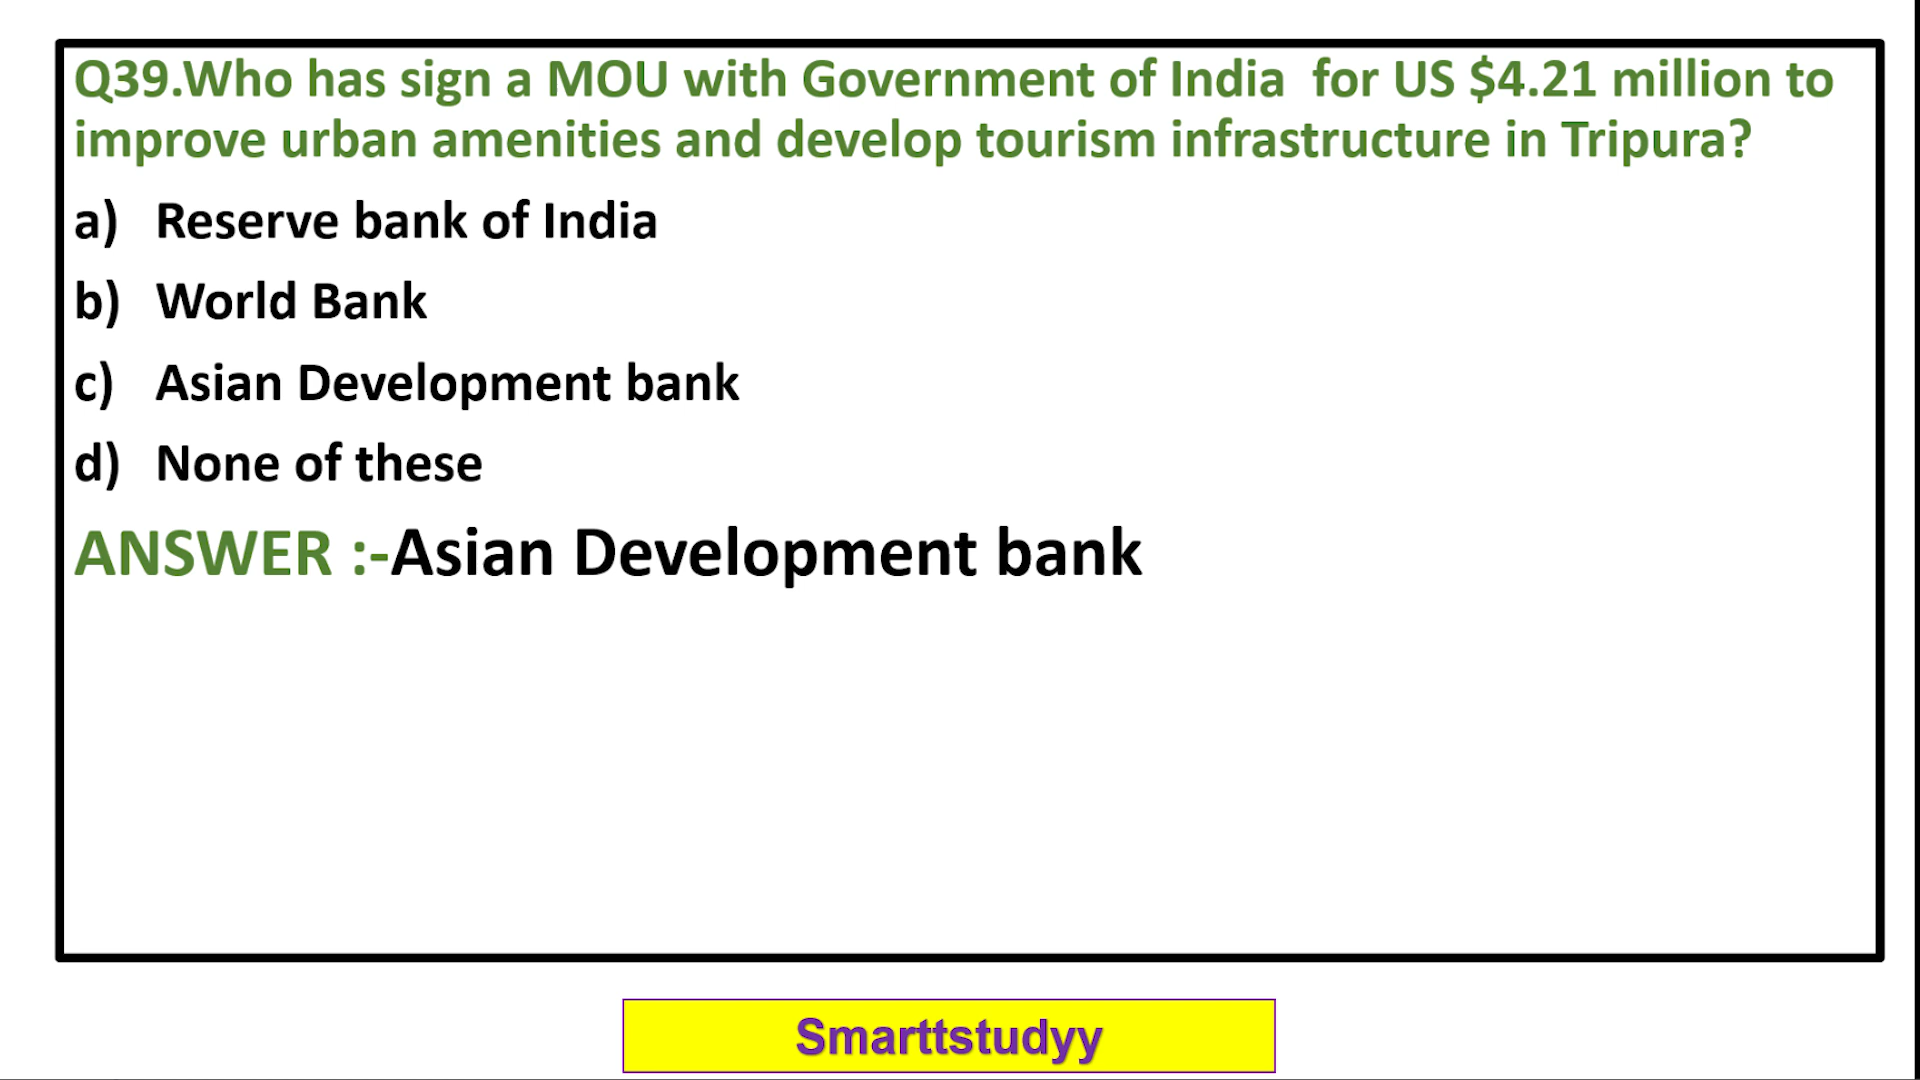 Q39.Who has sign a MOU with Government of India  for US $4.21 million to
improve urban amenities and develop tourism infrastructure in Tripura?
a) Reserve bank of India
b) World Bank
c) Asian Development bank
d) None of these
ANSWER :-Asian Development bank
Smarttstudyy